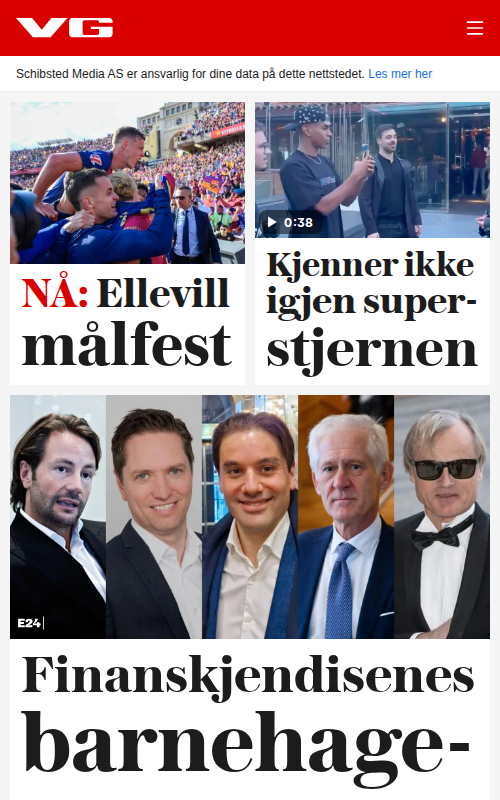 VG
Schibsted Media AS er ansvarlig for dine data på dette nettstedet. Les mer her
NÅ: Ellevill
målfest
0:38
Kjenner ikke
igjen super-
stjernen
E24
Finanskjendisenes
barnehage-